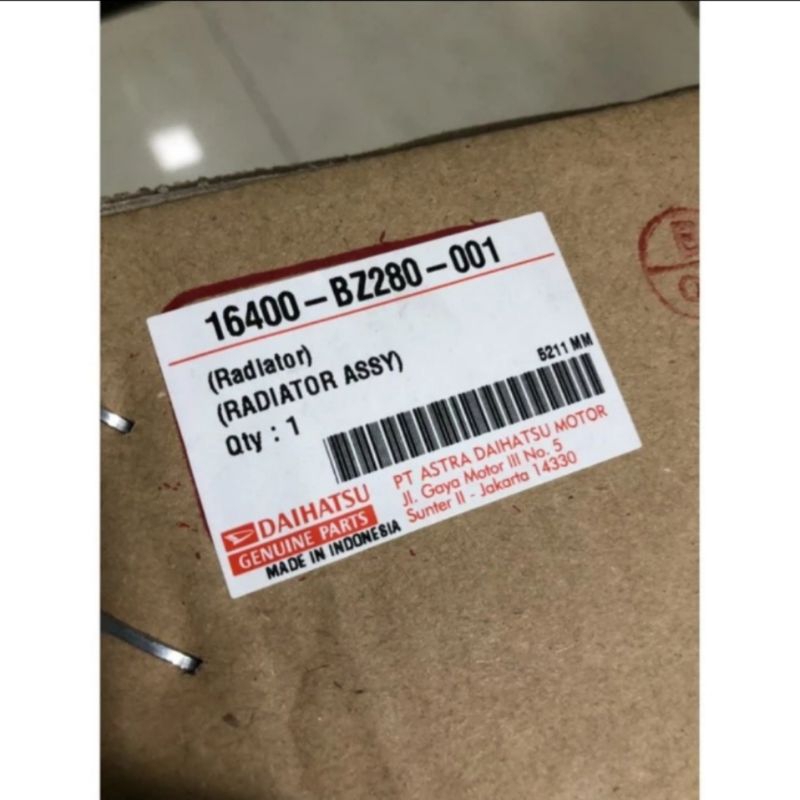 16400-BZ280-001
(Radiator)
(RADIATOR ASSY)
Qty : 1
5211 MM
DAIHATSU
GENUINE PARTS
MADE IN INDONESIA
PT ASTRA DAIHATSU MOTOR
Jl. Gaya Motor III No. 5
Sunter II - Jakarta 14330